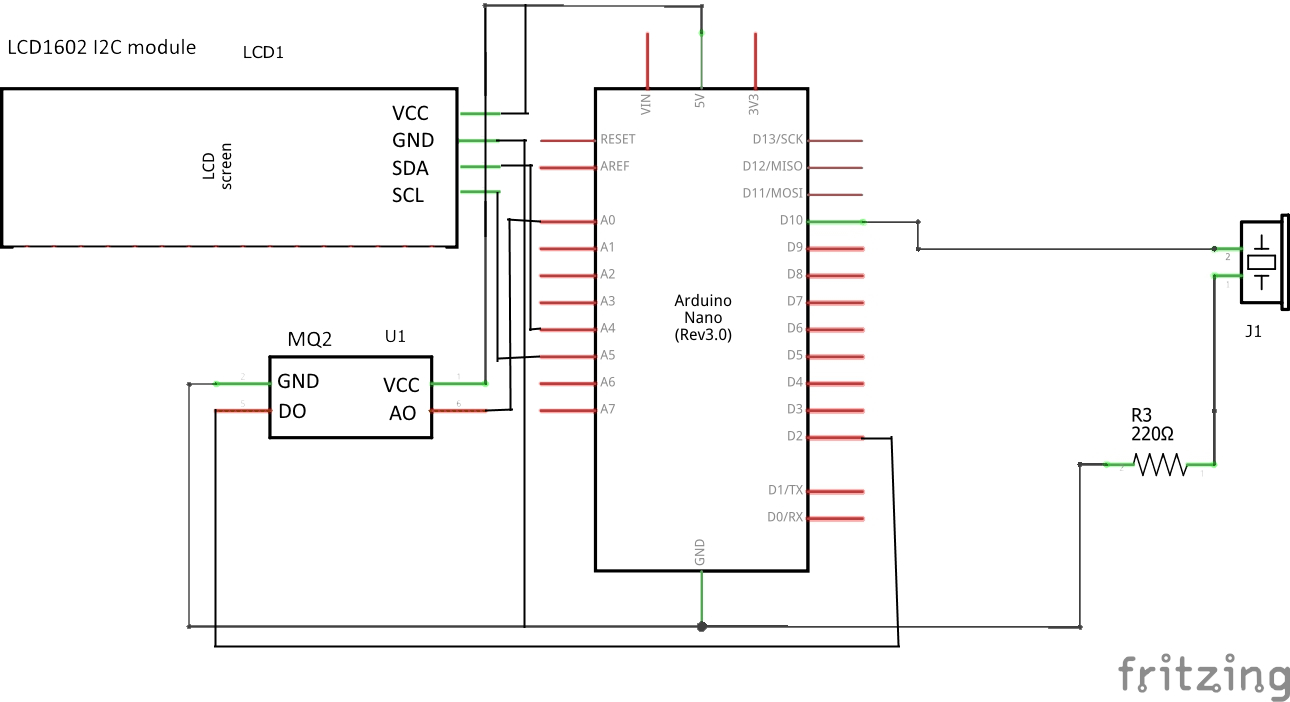 LCD1602 I2C module
LCD1
VCC
GND
SDA
SCL
LCD
screen
VIN
5V
3V3
RESET
AREF
A0
A1
A2
A3
A4
A5
A6
A7
D13/SCK
D12/MISO
D11/MOSI
D10
D9
D8
D7
D6
D5
D4
D3
D2
D1/TX
D0/RX
GND
Arduino
Nano
(Rev3.0)
MQ2
U1
GND
VCC
DO
AO
2
1
5
6
2
1
J1
R3
220Ω
2
1
fritzing